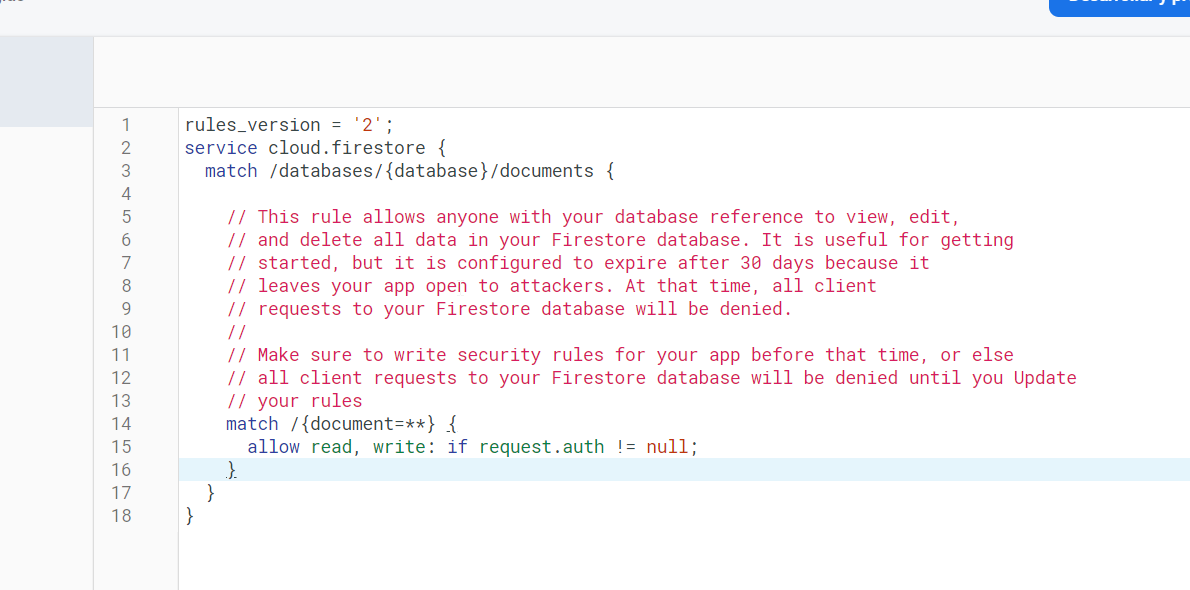 rules_version = '2';
service cloud.firestore {
match /databases/{database}/documents {
// This rule allows anyone with your database reference to view, edit,
// and delete all data in your Firestore database. It is useful for getting
// started, but it is configured to expire after 30 days because it
// leaves your app open to attackers. At that time, all client
// requests to your Firestore database will be denied.
//
// Make sure to write security rules for your app before that time, or else
// all client requests to your Firestore database will be denied until you Update
// your rules
match /{document=**} {
allow read, write: if request.auth != null;
}
}
}
1
2
3
4
5
6
7
8
9
10
11
12
13
14
15
16
17
18